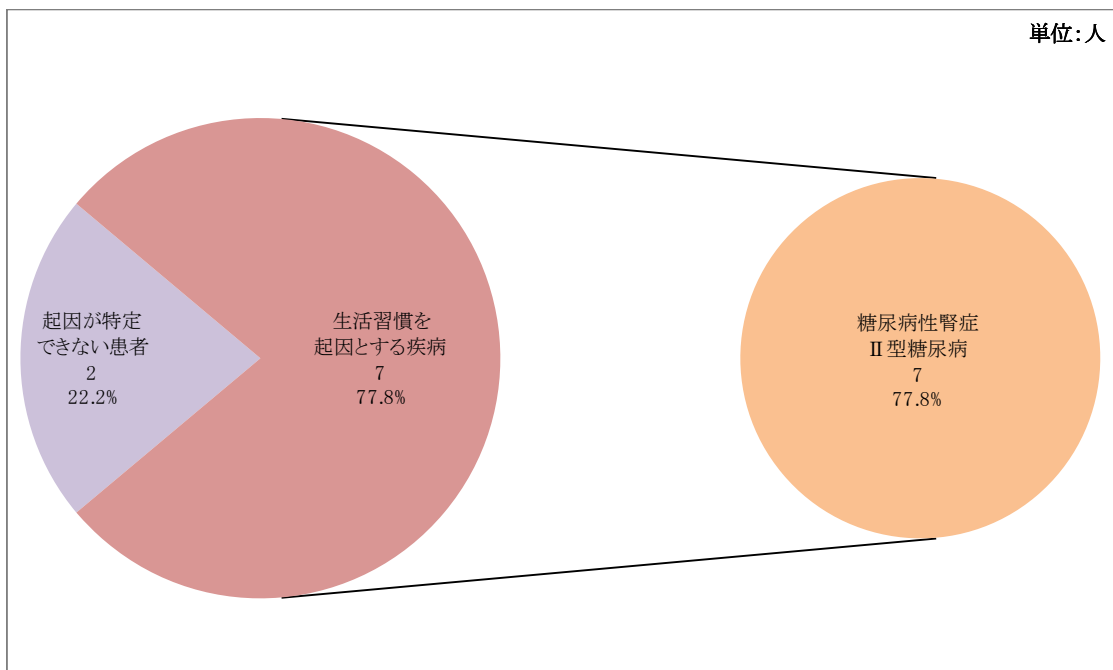 単位:人
起因が特定
できない患者
2
22.2%
生活習慣を
起因とする疾病
7
77.8%
糖尿病性腎症
Ⅱ型糖尿病
7
77.8%